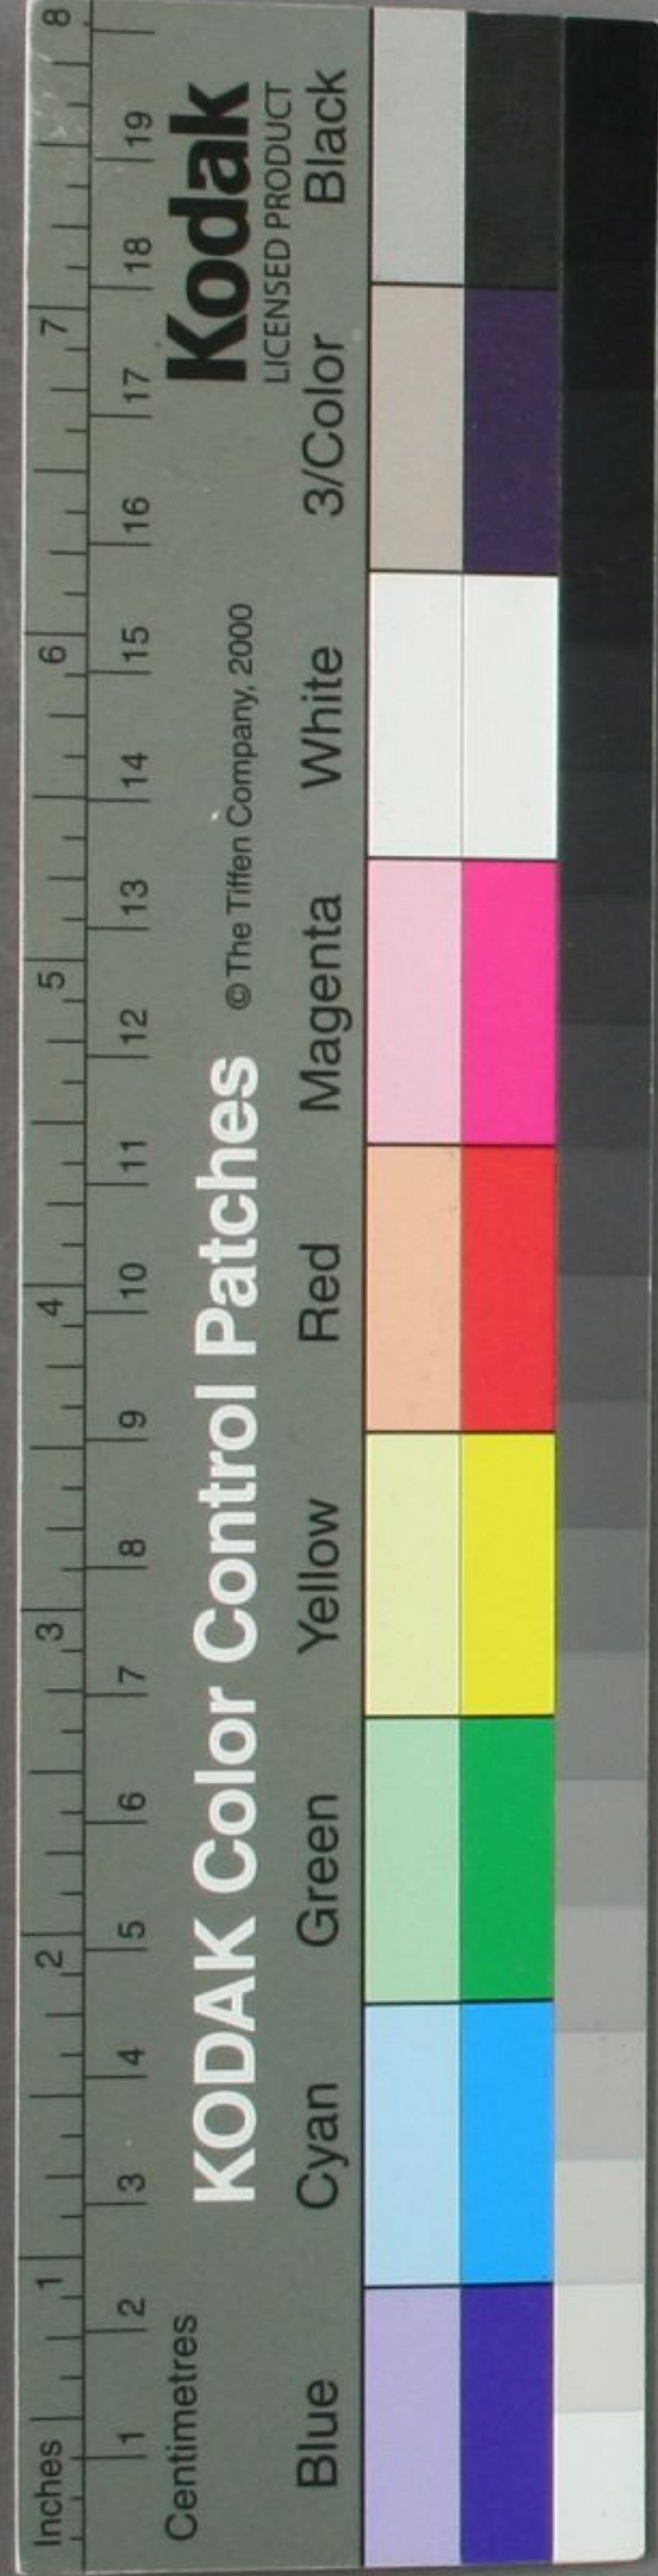 Inches 1 2 3 4 5 6 7 8
Centimetres 1 2 3 4 5 6 7 8 9 10 11 12 13 14 15 16 17 18 19
KODAK Color Control Patches © The Tiffen Company, 2000 Kodak
LICENSED PRODUCT
Blue Cyan Green Yellow Red Magenta White 3/Color Black